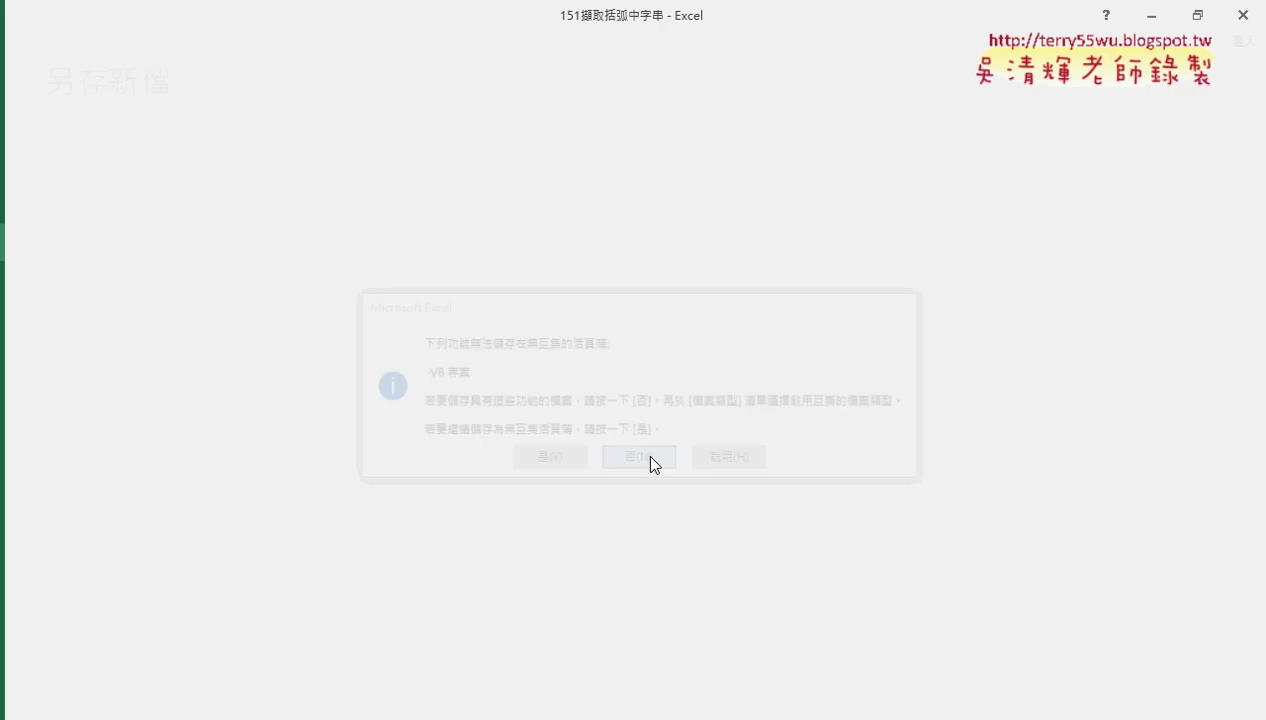 151擷取括弧中字串 - Excel
?
http://terry55wu.blogspot.tw
登入
吳清輝老師錄製
另存新檔
Microsoft Excel
下列功能無法儲存在無巨集的活頁簿:
‧VB 專案
若要儲存具有這些功能的檔案，請按一下 [否]，再於 [檔案類型] 清單選擇啟用巨集的檔案類型。
若要繼續儲存為無巨集活頁簿，請按一下 [是]。
是(Y)
否(N)
說明(H)